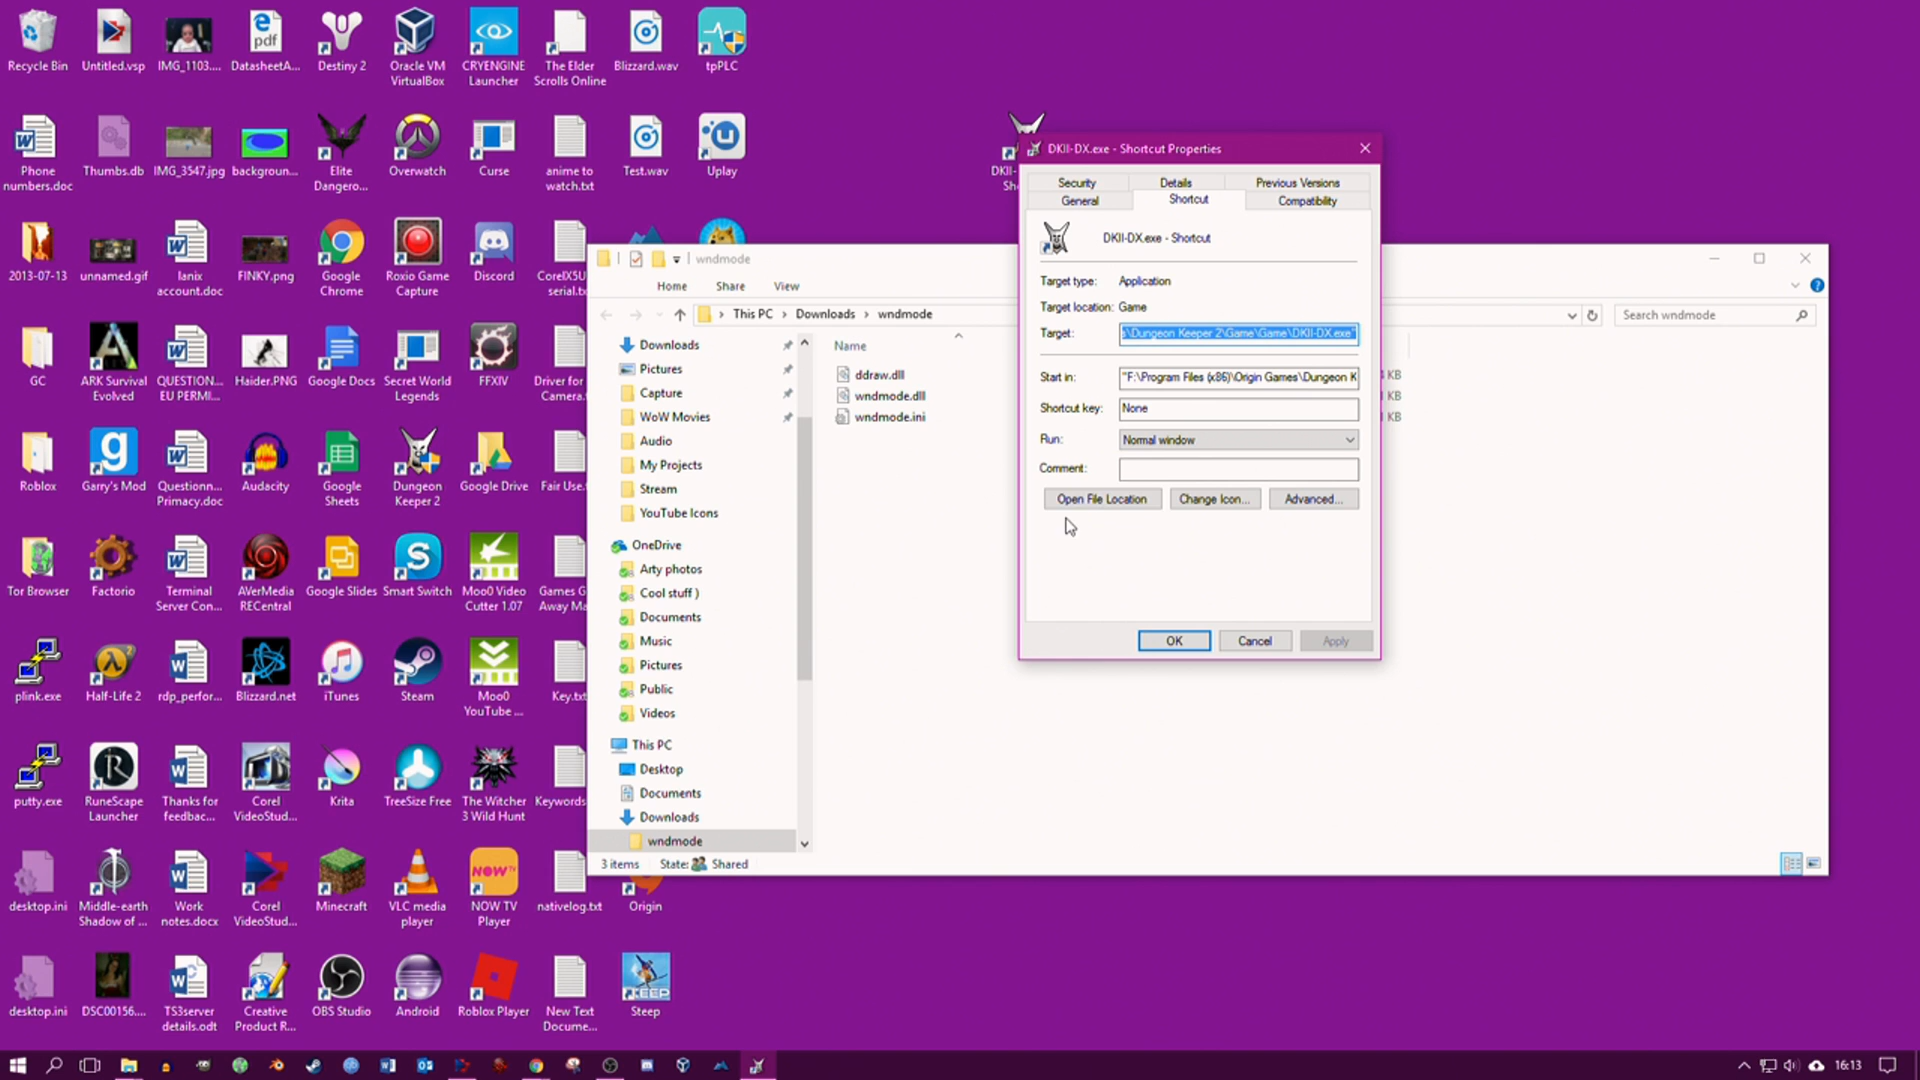 Recycle Bin
Untitled.vsp
IMG_1103....
DatasheetA...
Destiny 2
Oracle VM
VirtualBox
CRYENGINE
Launcher
The Elder
Scrolls Online
Blizzard.wav
tpPLC
Phone
numbers.doc
Thumbs.db
IMG_3547.jpg
backgroun...
Elite
Dangero...
Overwatch
Curse
anime to
watch.txt
Test.wav
Uplay
DKII-
Sh
2013-07-13
unnamed.gif
lanix
account.doc
FINKY.png
Google
Chrome
Roxio Game
Capture
Discord
CorelX5U
serial.tx
GC
ARK Survival
Evolved
QUESTION...
EU PERMI...
Haider.PNG
Google Docs
Secret World
Legends
FFXIV
Driver for
Camera.t
Roblox
Garry's Mod
Questionn...
Primacy.doc
Audacity
Google
Sheets
Dungeon
Keeper 2
Google Drive
Fair Use.
Tor Browser
Factorio
Terminal
Server Con...
AVerMedia
RECentral
Google Slides
Smart Switch
Moo0 Video
Cutter 1.07
Games G
Away Ma
plink.exe
Half-Life 2
rdp_perfor...
Blizzard.net
iTunes
Steam
Moo0
YouTube ...
Key.txt
putty.exe
RuneScape
Launcher
Thanks for
feedbac...
Corel
VideoStud...
Krita
TreeSize Free
The Witcher
3 Wild Hunt
Keywords
desktop.ini
Middle-earth
Shadow of ...
Work
notes.docx
Corel
VideoStud...
Minecraft
VLC media
player
NOW TV
Player
nativelog.txt
Origin
desktop.ini
DSC00156....
TS3server
details.odt
Creative
Product R...
OBS Studio
Android
Roblox Player
New Text
Docume...
Steep
wndmode
Home
Share
View
This PC > Downloads > wndmode
Search wndmode
Downloads
Pictures
Capture
WoW Movies
Audio
My Projects
Stream
YouTube Icons
OneDrive
Arty photos
Cool stuff )
Documents
Music
Pictures
Public
Videos
This PC
Desktop
Documents
Downloads
wndmode
Name
ddraw.dll
wndmode.dll
wndmode.ini
KB
KB
KB
3 items
State: Shared
DKII-DX.exe - Shortcut Properties
Security
Details
Previous Versions
General
Shortcut
Compatibility
DKII-DX.exe - Shortcut
Target type: Application
Target location: Game
Target: s\Dungeon Keeper 2\Game\Game\DKII-DX.exe"
Start in: "F:\Program Files (x86)\Origin Games\Dungeon K
Shortcut key: None
Run: Normal window
Comment:
Open File Location
Change Icon...
Advanced...
OK
Cancel
Apply
16:13